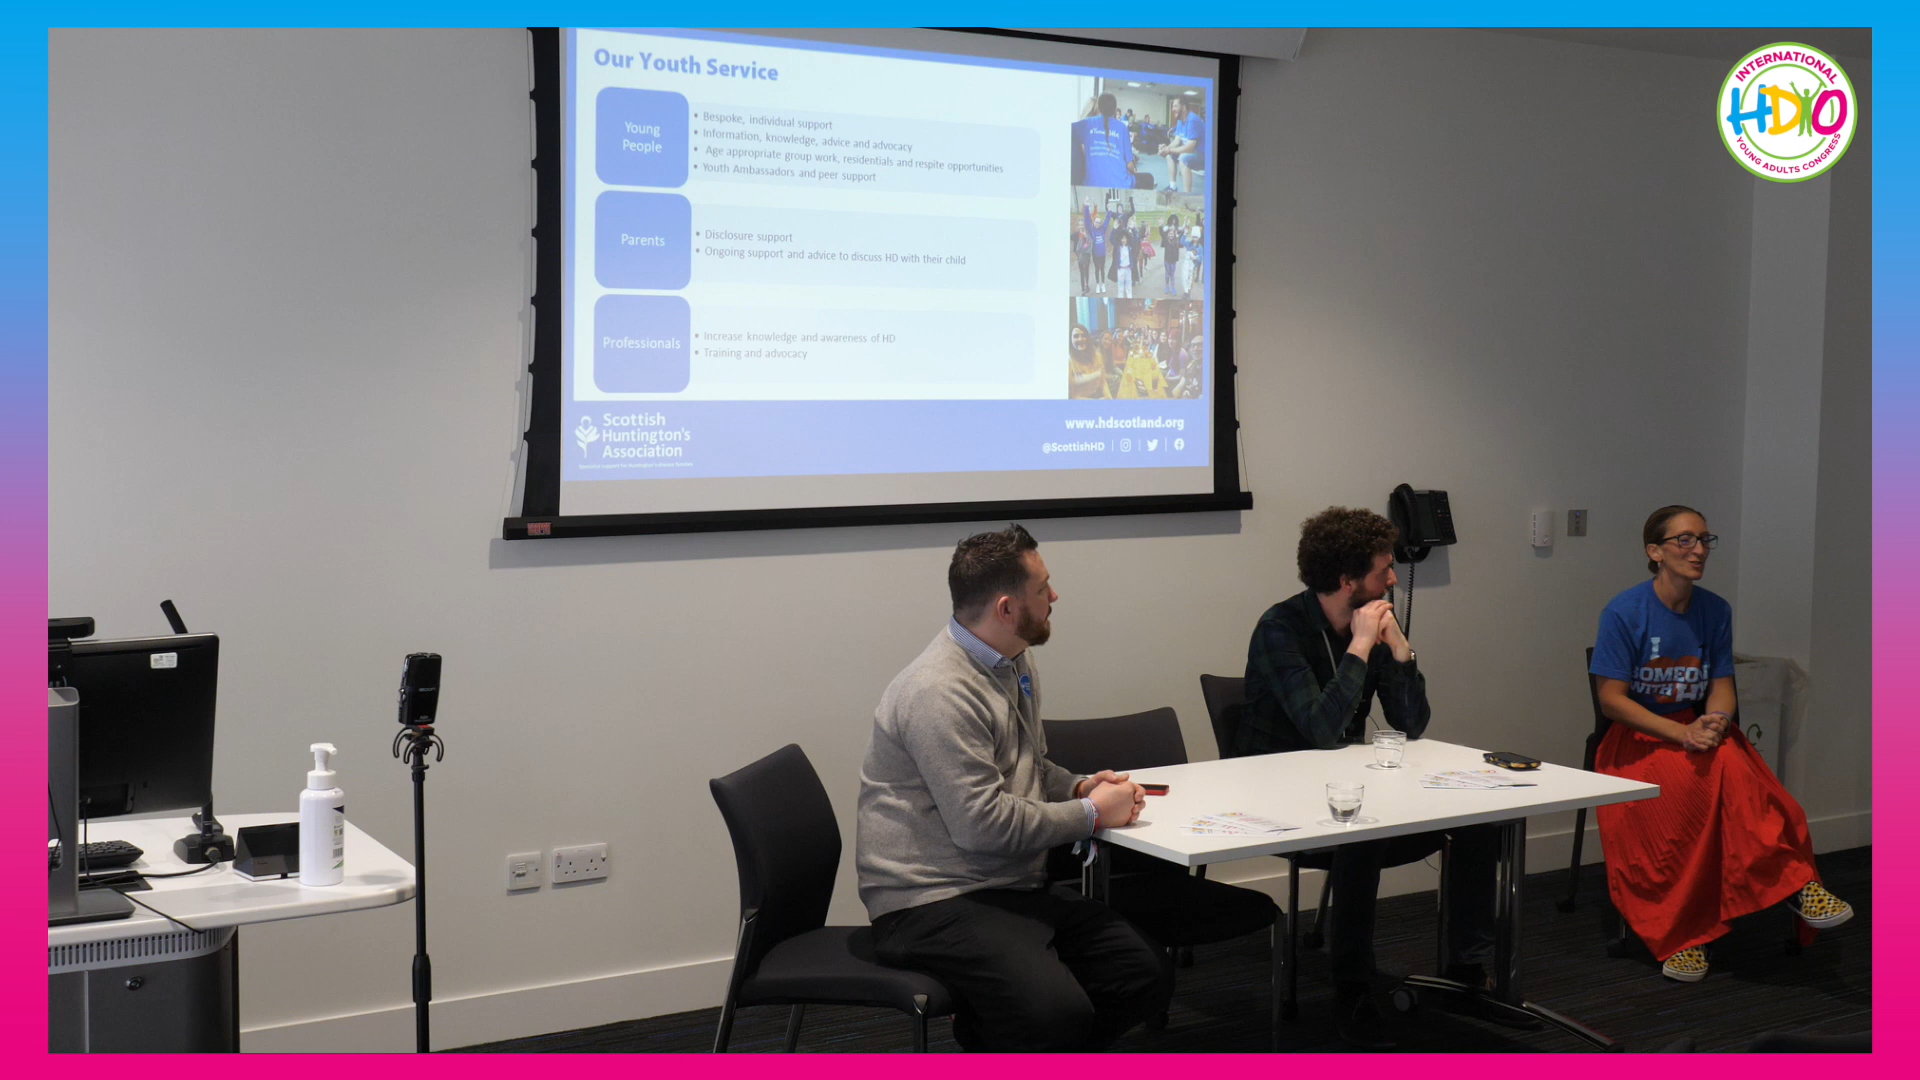 Our Youth Service
Young
People
• Bespoke, individual support
• Information, knowledge, advice and advocacy
• Age appropriate group work, residentials and respite opportunities
• Youth Ambassadors and peer support
Parents
• Disclosure support
• Ongoing support and advice to discuss HD with their child
Professionals
• Increase knowledge and awareness of HD
• Training and advocacy
Scottish
Huntington's
Association
www.hdscotland.org
@ScottishHD
INTERNATIONAL
HDYO
YOUNG ADULTS CONGRESS
I
WITH